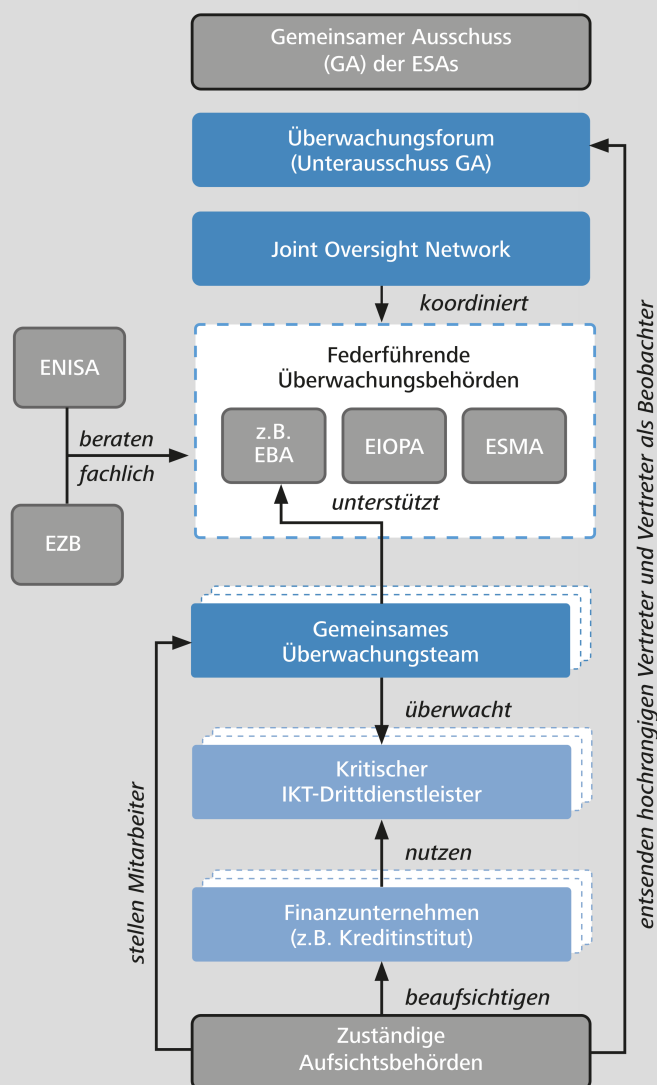 Gemeinsamer Ausschuss
(GA) der ESAs
Überwachungsforum
(Unterausschuss GA)
Joint Oversight Network
koordiniert
Federführende
Überwachungsbehörden
z.B.
EBA
EIOPA
ESMA
ENISA
beraten
fachlich
EZB
unterstützt
Gemeinsames
Überwachungsteam
überwacht
Kritischer
IKT-Drittdienstleister
nutzen
Finanzunternehmen
(z.B. Kreditinstitut)
beaufsichtigen
Zuständige
Aufsichtsbehörden
stellen Mitarbeiter
entsenden hochrangigen Vertreter und Vertreter als Beobachter